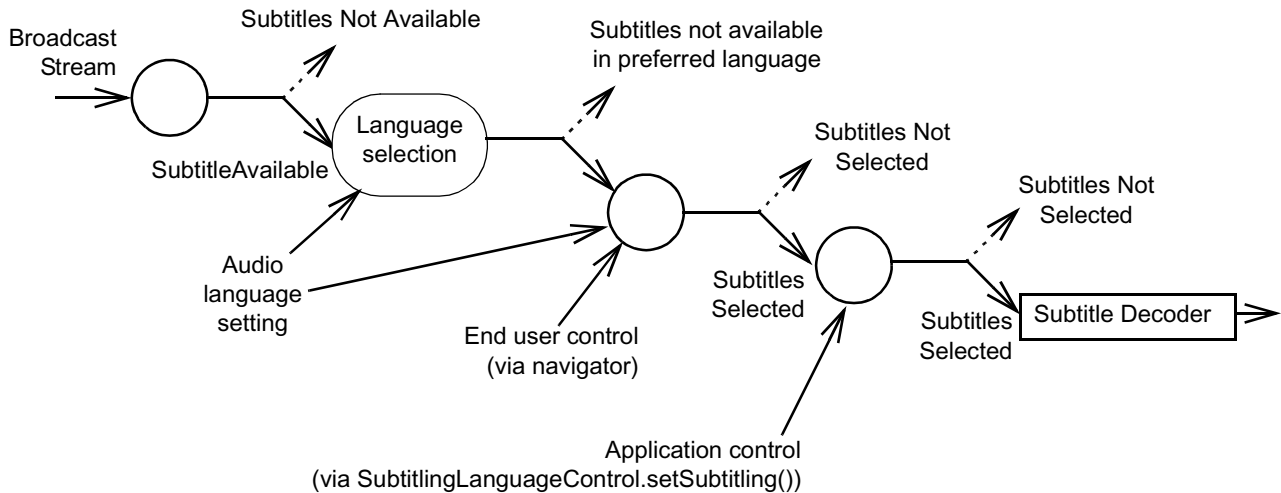 Subtitles Not Available
Broadcast
Stream
Subtitles not available
in preferred language
Language
selection
SubtitleAvailable
Subtitles Not
Selected
Subtitles Not
Selected
Audio
language
setting
Subtitles
Selected
End user control
(via navigator)
Subtitle Decoder
Subtitles
Selected
Application control
(via SubtitlingLanguageControl.setSubtitling())